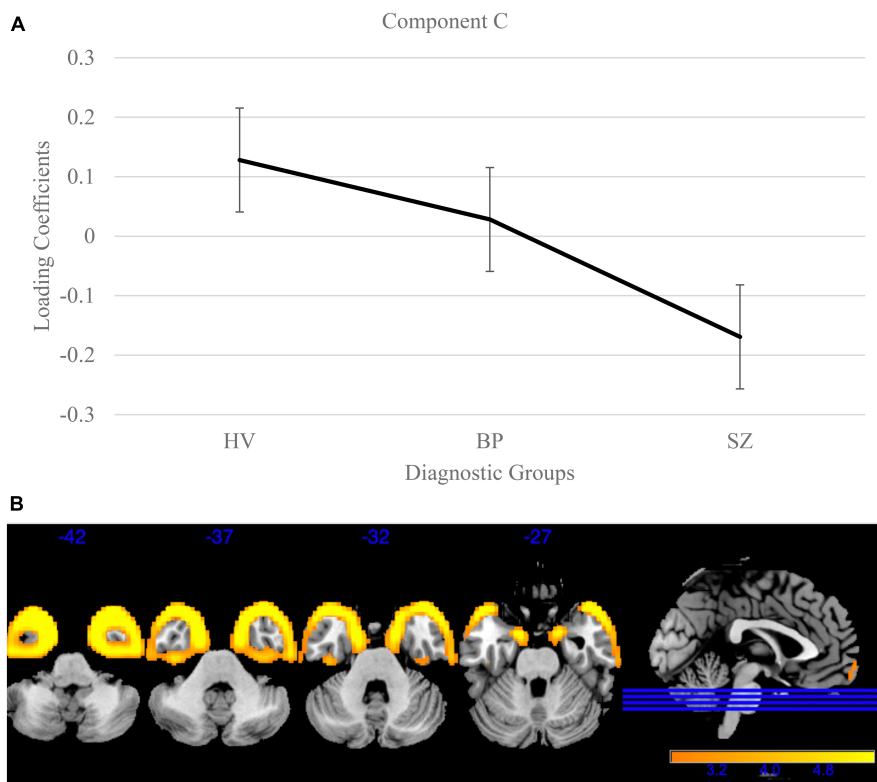 A
Component C
0.3
0.2
0.1
0
-0.1
-0.2
-0.3
Loading Coefficients
HV BP SZ
Diagnostic Groups
B
-42 -37 -32 -27
3.2 4.0 4.8